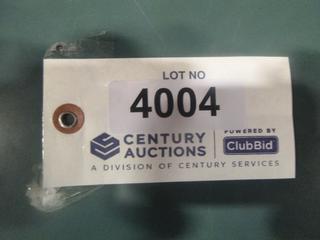 LOT NO
4004
CENTURY AUCTIONS
POWERED BY
ClubBid
A DIVISION OF CENTURY SERVICES